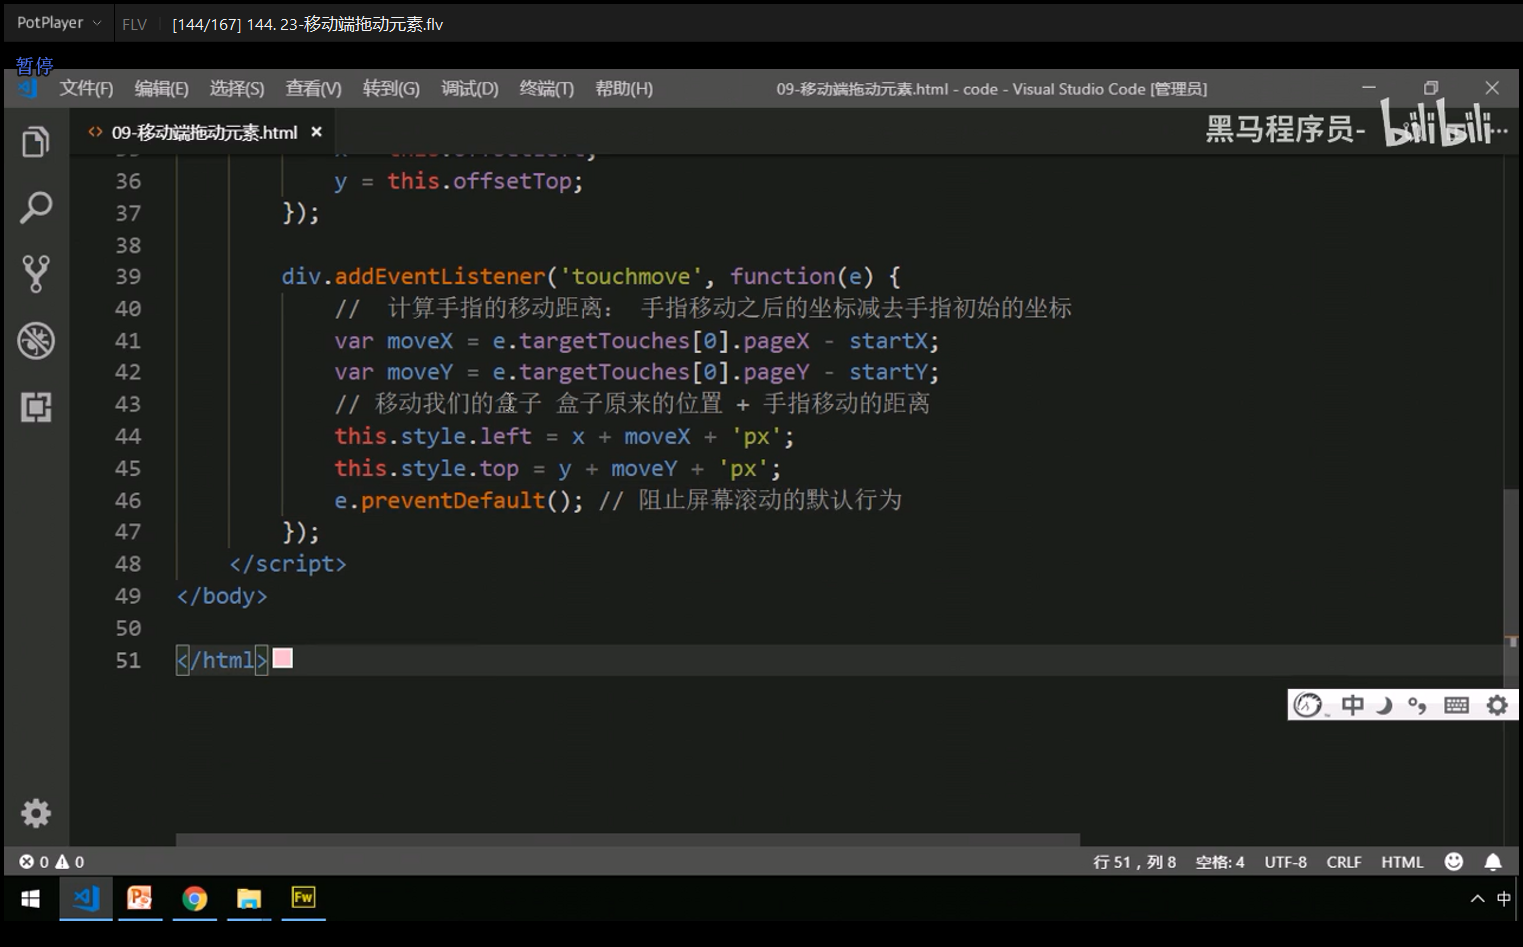 PotPlayer FLV [144/167] 144. 23-移动端拖动元素.flv
暂停
文件(F) 编辑(E) 选择(S) 查看(V) 转到(G) 调试(D) 终端(T) 帮助(H) 09-移动端拖动元素.html - code - Visual Studio Code [管理员]
09-移动端拖动元素.html
黑马程序员- bilibili
36 y = this.offsetTop;
37 });
38
39 div.addEventListener('touchmove', function(e) {
40 // 计算手指的移动距离： 手指移动之后的坐标减去手指初始的坐标
41 var moveX = e.targetTouches[0].pageX - startX;
42 var moveY = e.targetTouches[0].pageY - startY;
43 // 移动我们的盒子 盒子原来的位置 + 手指移动的距离
44 this.style.left = x + moveX + 'px';
45 this.style.top = y + moveY + 'px';
46 e.preventDefault(); // 阻止屏幕滚动的默认行为
47 });
48 </script>
49 </body>
50
51 </html>
中
0 0 行 51，列 8 空格: 4 UTF-8 CRLF HTML
Fw 中